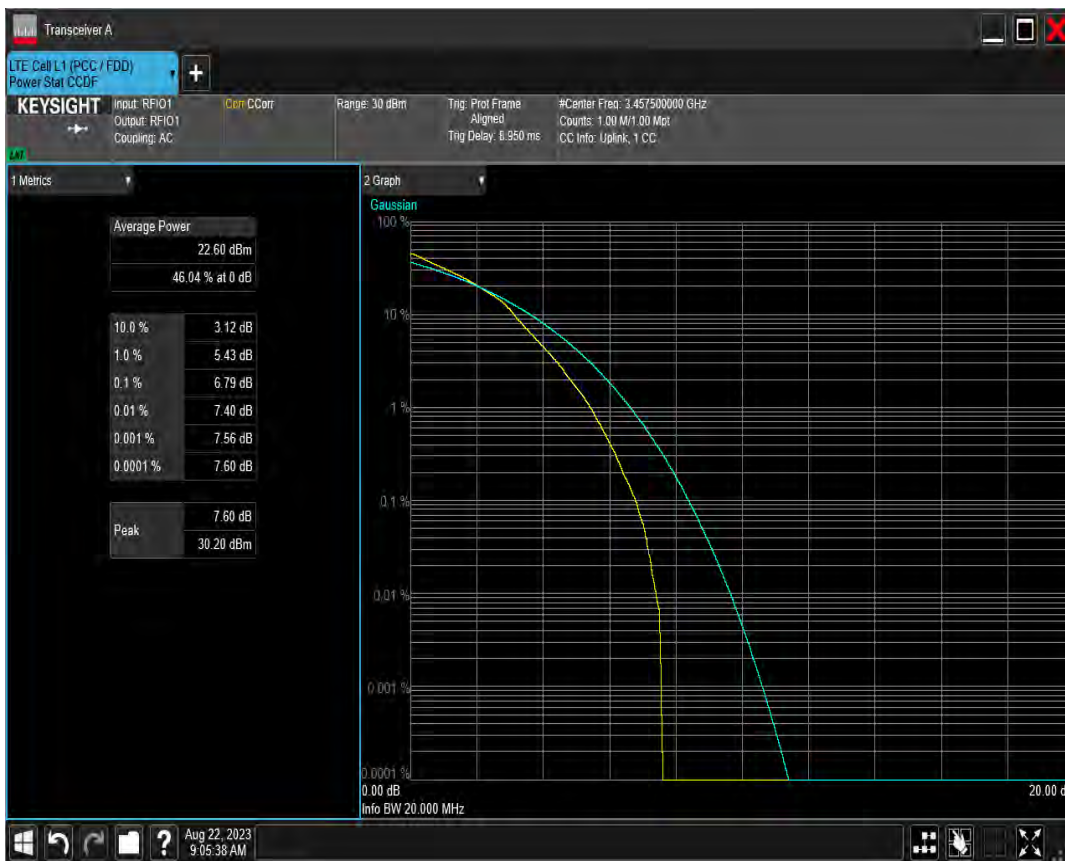 Transceiver A
LTE Cell L1 (PCC / FDD)
Power Stat CCDF
+
KEYSIGHT
Input: RFIO1
Output: RFIO1
Coupling: AC
Corr CCorr
Range: 30 dBm
Trig: Prot Frame
Aligned
Trig Delay: 8.950 ms
#Center Freq: 3.457500000 GHz
Counts: 1.00 M/1.00 Mpt
CC Info: Uplink, 1 CC
1 Metrics
Average Power
22.60 dBm
46.04 % at 0 dB
10.0 % 3.12 dB
1.0 % 5.43 dB
0.1 % 6.79 dB
0.01 % 7.40 dB
0.001 % 7.56 dB
0.0001 % 7.60 dB
Peak
7.60 dB
30.20 dBm
2 Graph
Gaussian
100 %
10 %
1 %
0.1 %
0.01 %
0.001 %
0.0001 %
0.00 dB
20.00 d
Info BW 20.000 MHz
?
Aug 22, 2023
9:05:38 AM